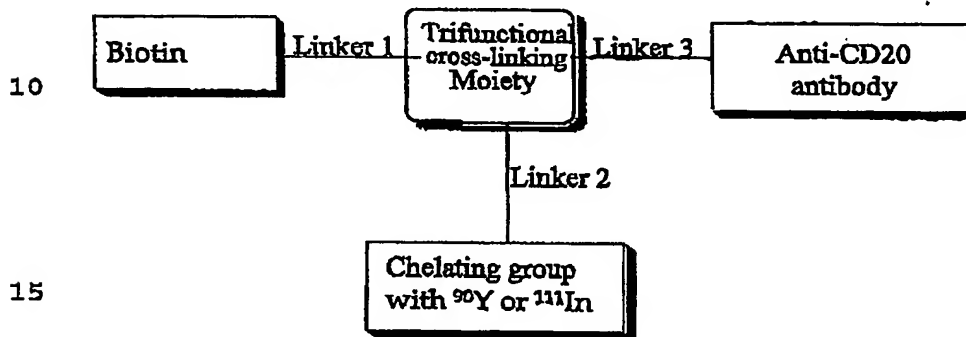 Biotin
Linker 1
Trifunctional
cross-linking
Moiety
Linker 3
Anti-CD20
antibody
10
Linker 2
Chelating group
with ⁹⁰Y or ¹¹¹In
15